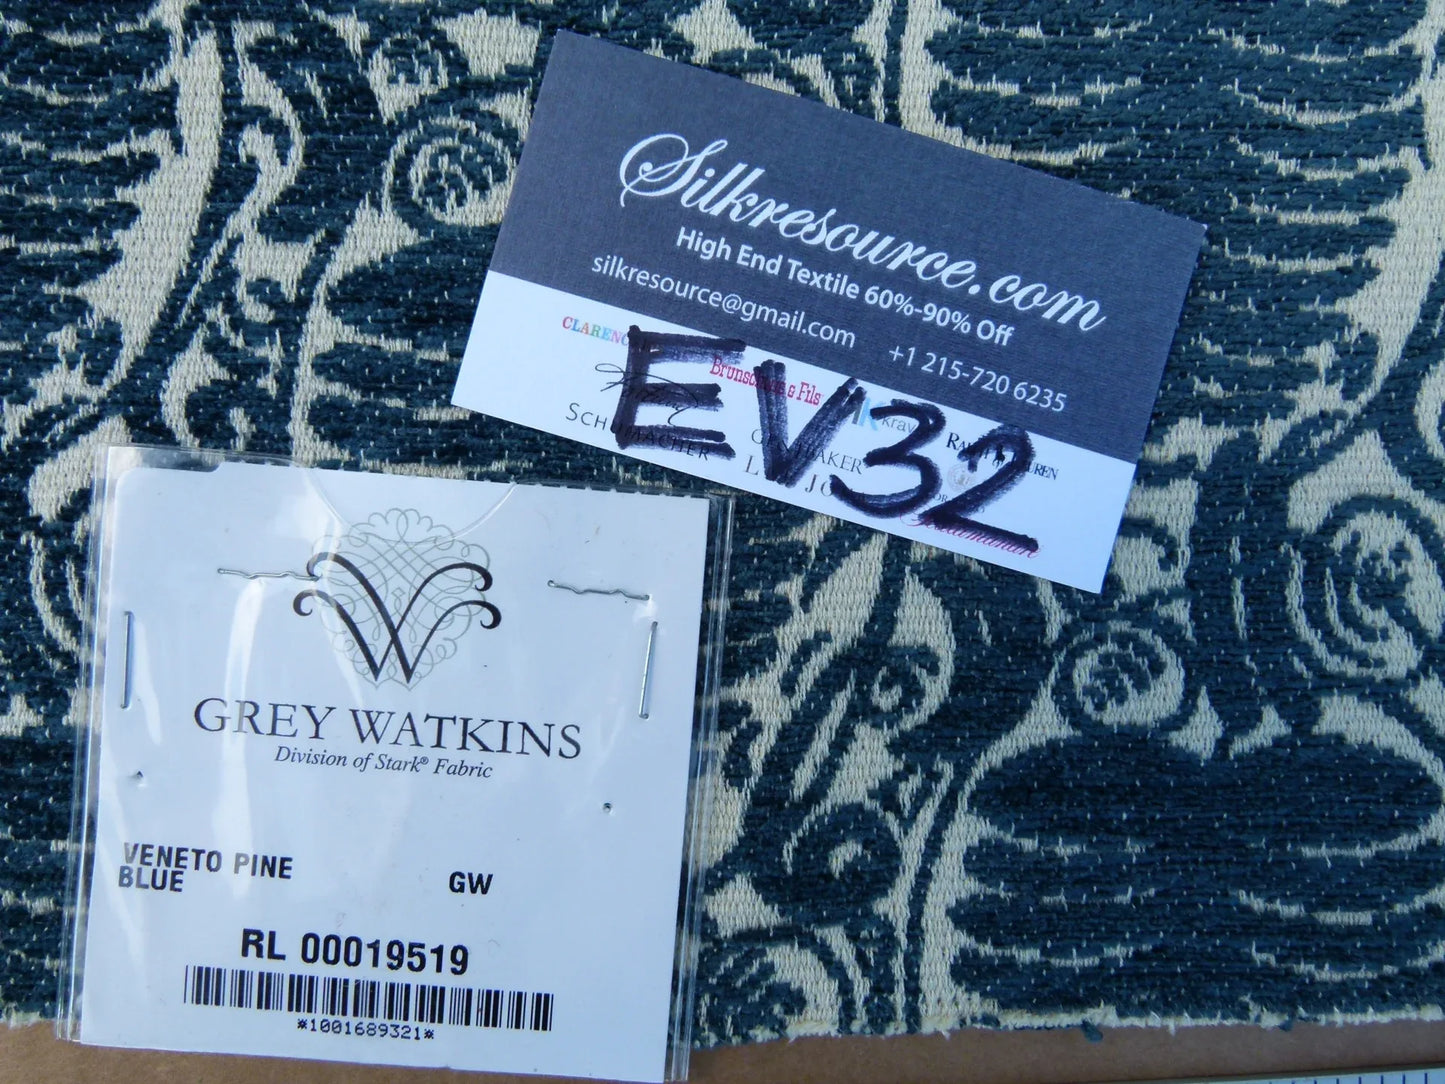 Silkresource.com
High End Textile 60%-90% Off
silkresource@gmail.com +1 215-720 6235
EV32
Brunschwig & Fils
SCHUMACHER
GREY WATKINS
Division of Stark® Fabric
VENETO PINE
BLUE GW
RL 00019519
*1001689321*